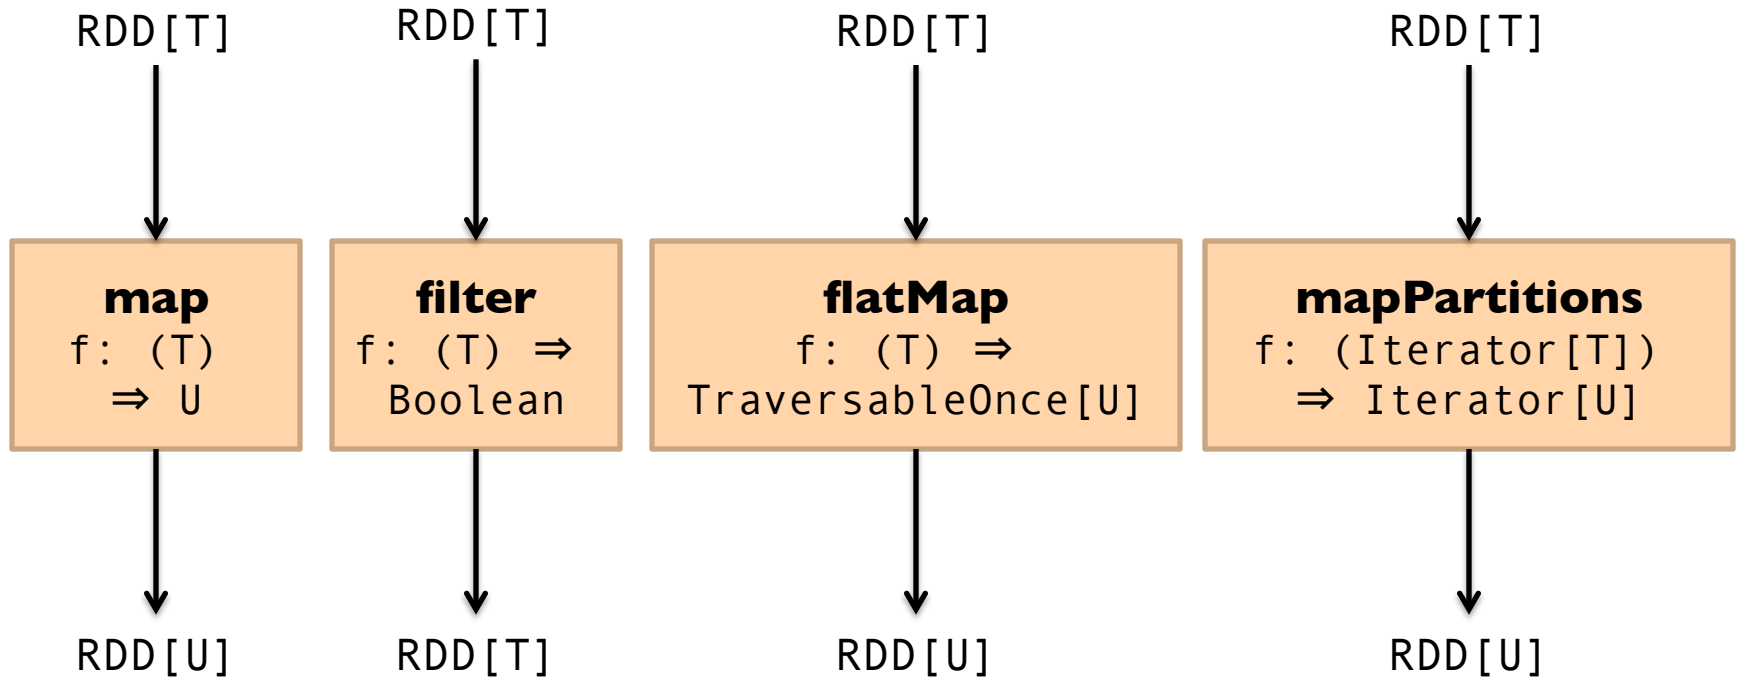 RDD[T]
RDD[T]
RDD[T]
RDD[T]
map
f: (T)
⇒ U
filter
f: (T) ⇒
Boolean
flatMap
f: (T) ⇒
TraversableOnce[U]
mapPartitions
f: (Iterator[T])
⇒ Iterator[U]
RDD[U]
RDD[T]
RDD[U]
RDD[U]